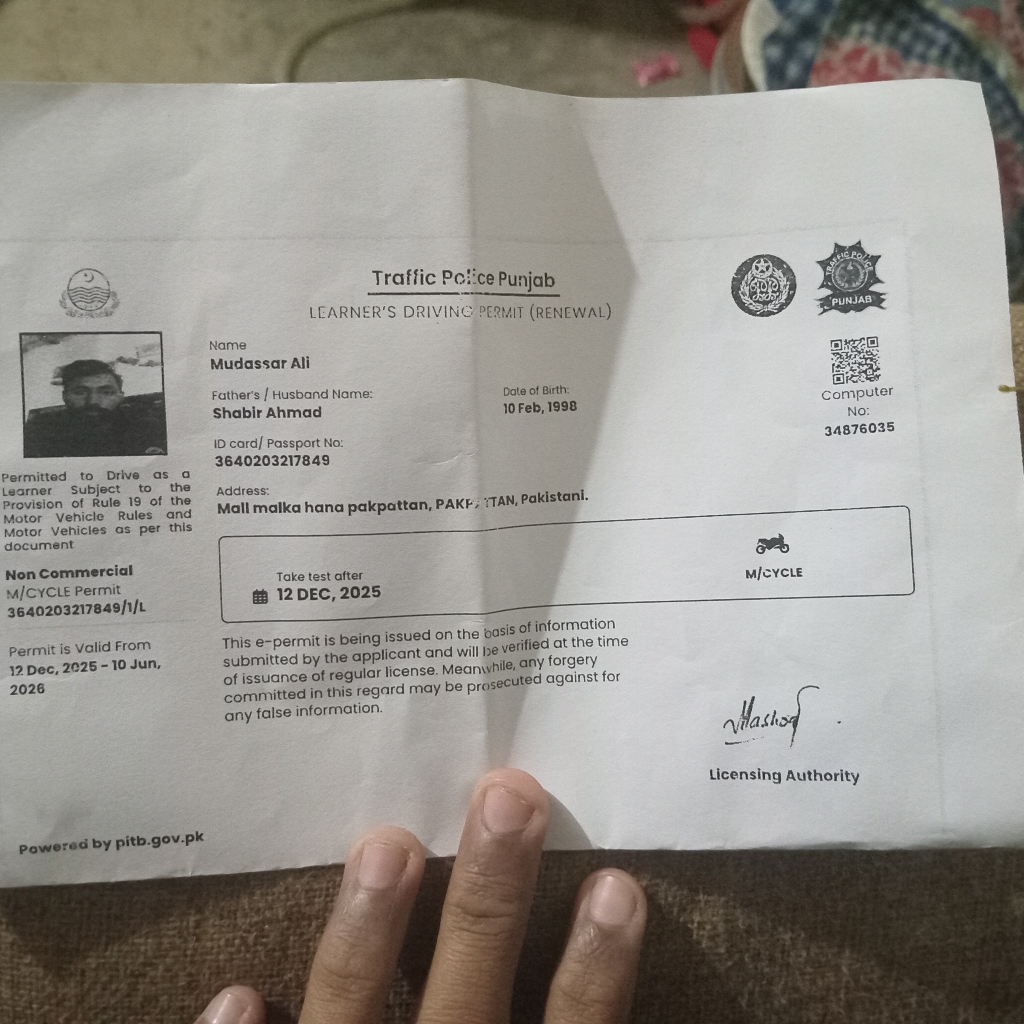 Traffic Police Punjab
LEARNER'S DRIVING PERMIT (RENEWAL)
TRAFFIC POLICE
PUNJAB
Name
Mudassar Ali
Father's / Husband Name:
Shabir Ahmad
Date of Birth:
10 Feb, 1998
ID card/ Passport No:
3640203217849
Address:
Mall malka hana pakpattan, PAKPATTAN, Pakistani.
Computer
No:
34876035
Permitted to Drive as a
Learner Subject to the
Provision of Rule 19 of the
Motor Vehicle Rules and
Motor Vehicles as per this
document
Non Commercial
M/CYCLE Permit
3640203217849/1/L
Permit is Valid From
12 Dec, 2025 - 10 Jun,
2026
Take test after
12 DEC, 2025
M/CYCLE
This e-permit is being issued on the basis of information
submitted by the applicant and will be verified at the time
of issuance of regular license. Meanwhile, any forgery
committed in this regard may be prosecuted against for
any false information.
Licensing Authority
Powered by pitb.gov.pk